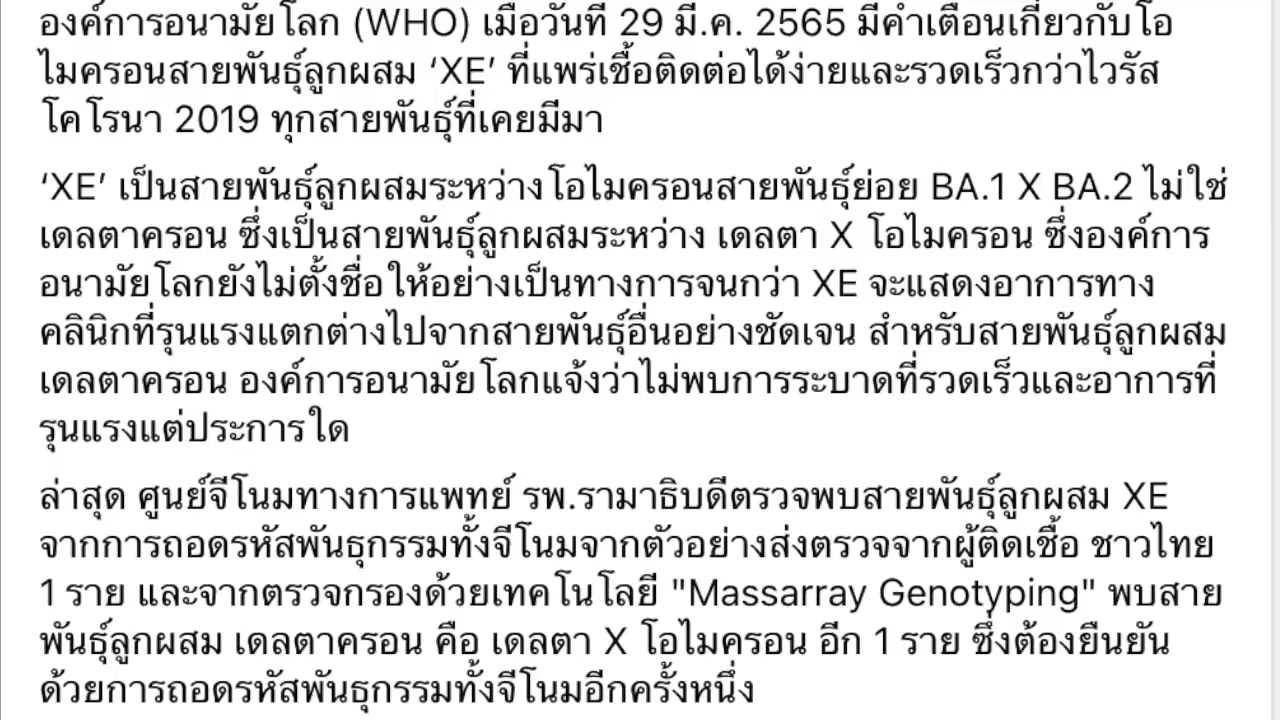 องค์การอนามัยโลก (WHO) เมื่อวันที่ 29 มี.ค. 2565 มีคำเตือนเกี่ยวกับโอ
ไมครอนสายพันธุ์ลูกผสม ‘XE’ ที่แพร่เชื้อติดต่อได้ง่ายและรวดเร็วกว่าไวรัส
โคโรนา 2019 ทุกสายพันธุ์ที่เคยมีมา
‘XE’ เป็นสายพันธุ์ลูกผสมระหว่างโอไมครอนสายพันธุ์ย่อย BA.1 X BA.2 ไม่ใช่
เดลตาครอน ซึ่งเป็นสายพันธุ์ลูกผสมระหว่าง เดลตา X โอไมครอน ซึ่งองค์การ
อนามัยโลกยังไม่ตั้งชื่อให้อย่างเป็นทางการจนกว่า XE จะแสดงอาการทาง
คลินิกที่รุนแรงแตกต่างไปจากสายพันธุ์อื่นอย่างชัดเจน สำหรับสายพันธุ์ลูกผสม
เดลตาครอน องค์การอนามัยโลกแจ้งว่าไม่พบการระบาดที่รวดเร็วและอาการที่
รุนแรงแต่ประการใด
ล่าสุด ศูนย์จีโนมทางการแพทย์ รพ.รามาธิบดีตรวจพบสายพันธุ์ลูกผสม XE
จากการถอดรหัสพันธุกรรมทั้งจีโนมจากตัวอย่างส่งตรวจจากผู้ติดเชื้อ ชาวไทย
1 ราย และจากตรวจกรองด้วยเทคโนโลยี "Massarray Genotyping" พบสาย
พันธุ์ลูกผสม เดลตาครอน คือ เดลตา X โอไมครอน อีก 1 ราย ซึ่งต้องยืนยัน
ด้วยการถอดรหัสพันธุกรรมทั้งจีโนมอีกครั้งหนึ่ง